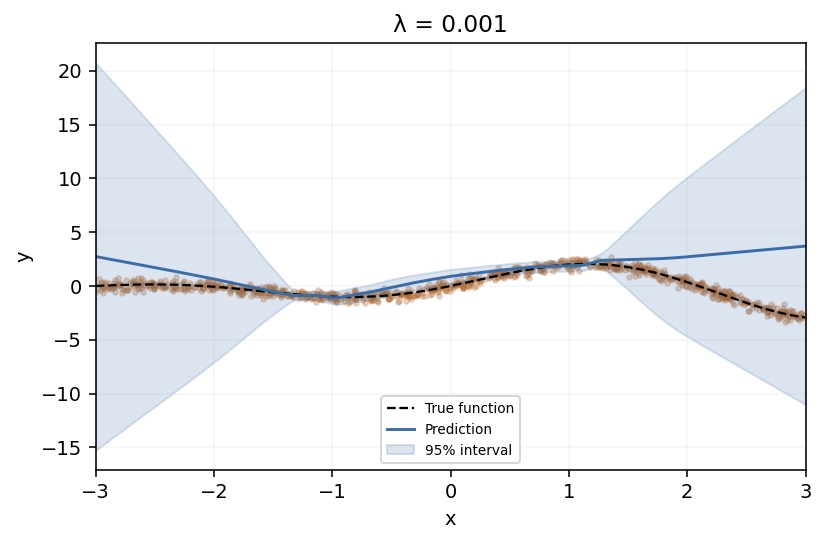 λ = 0.001
20
15
10
5
0
−5
−10
−15
y
−3 −2 −1 0 1 2 3
x
True function
Prediction
95% interval